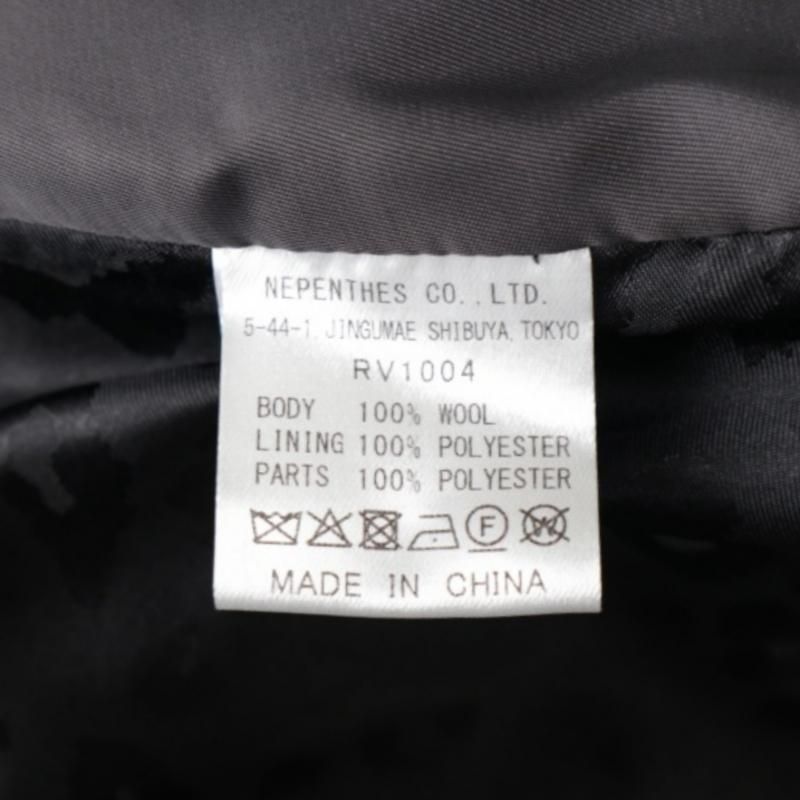 NEPENTHES CO.,LTD.
5-44-1, JINGUMAE SHIBUYA, TOKYO
RV1004
BODY 100% WOOL
LINING 100% POLYESTER
PARTS 100% POLYESTER
F W
MADE IN CHINA